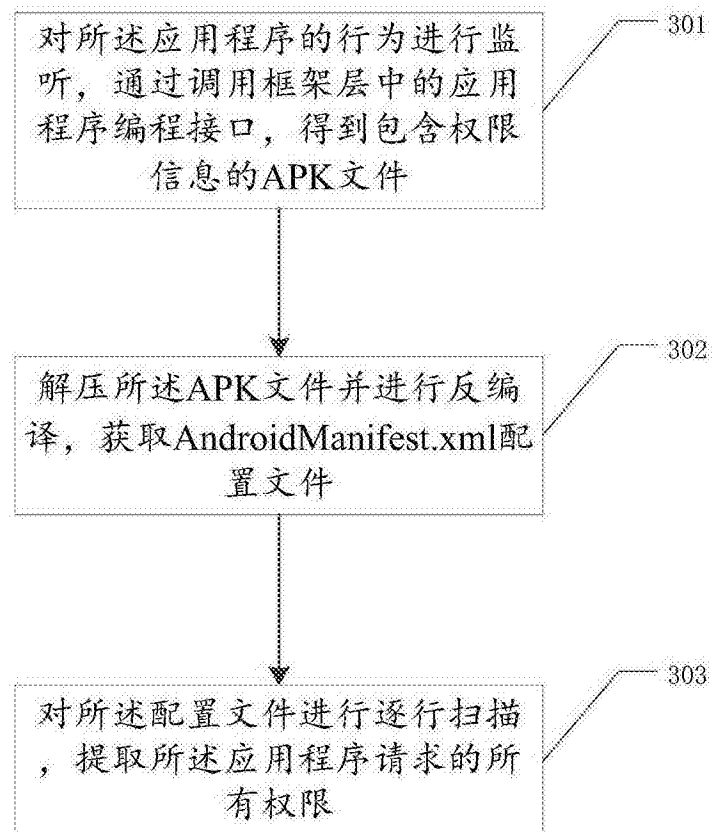 对所述应用程序的行为进行监
听，通过调用框架层中的应用
程序编程接口，得到包含权限
信息的APK文件
301
解压所述APK文件并进行反编
译，获取AndroidManifest.xml配
置文件
302
对所述配置文件进行逐行扫描
，提取所述应用程序请求的所
有权限
303